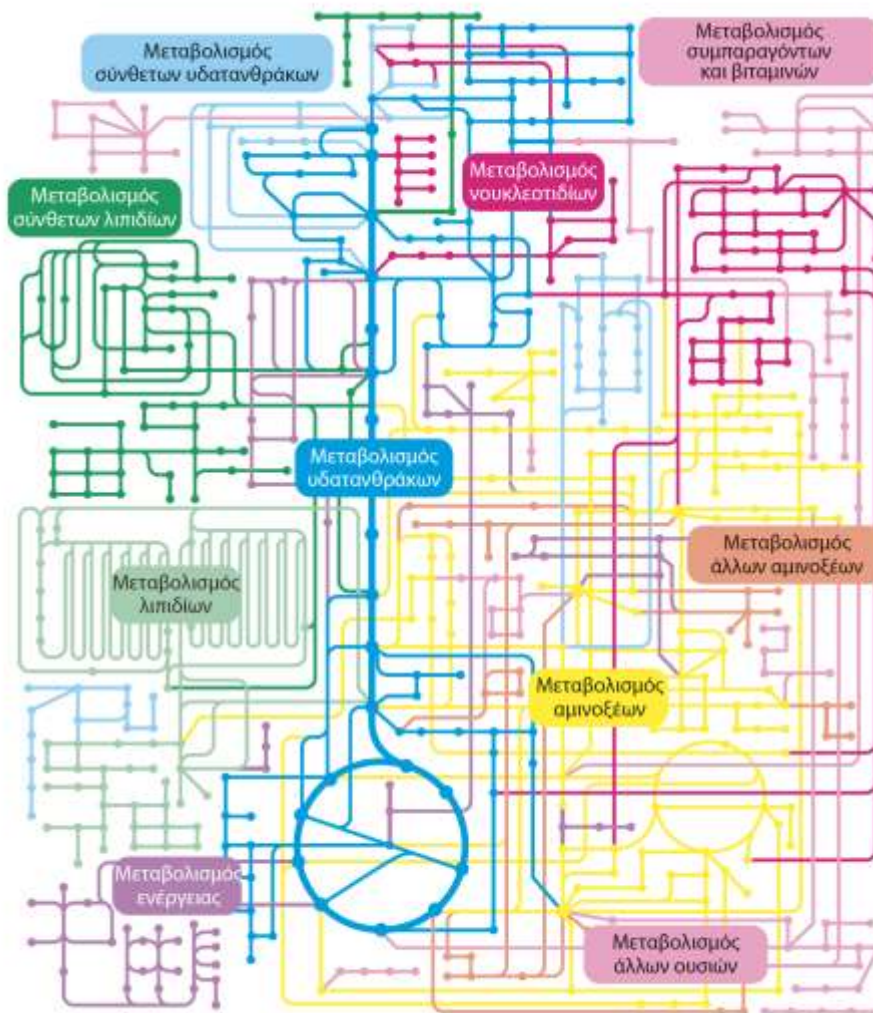 Μεταβολισμός
σύνθετων υδατανθράκων
Μεταβολισμός
συμπαραγόντων
και βιταμινών
Μεταβολισμός
σύνθετων λιπιδίων
Μεταβολισμός
νουκλεοτιδίων
Μεταβολισμός
υδατανθράκων
Μεταβολισμός
άλλων αμινοξέων
Μεταβολισμός
λιπιδίων
Μεταβολισμός
αμινοξέων
Μεταβολισμός
ενέργειας
Μεταβολισμός
άλλων ουσιών